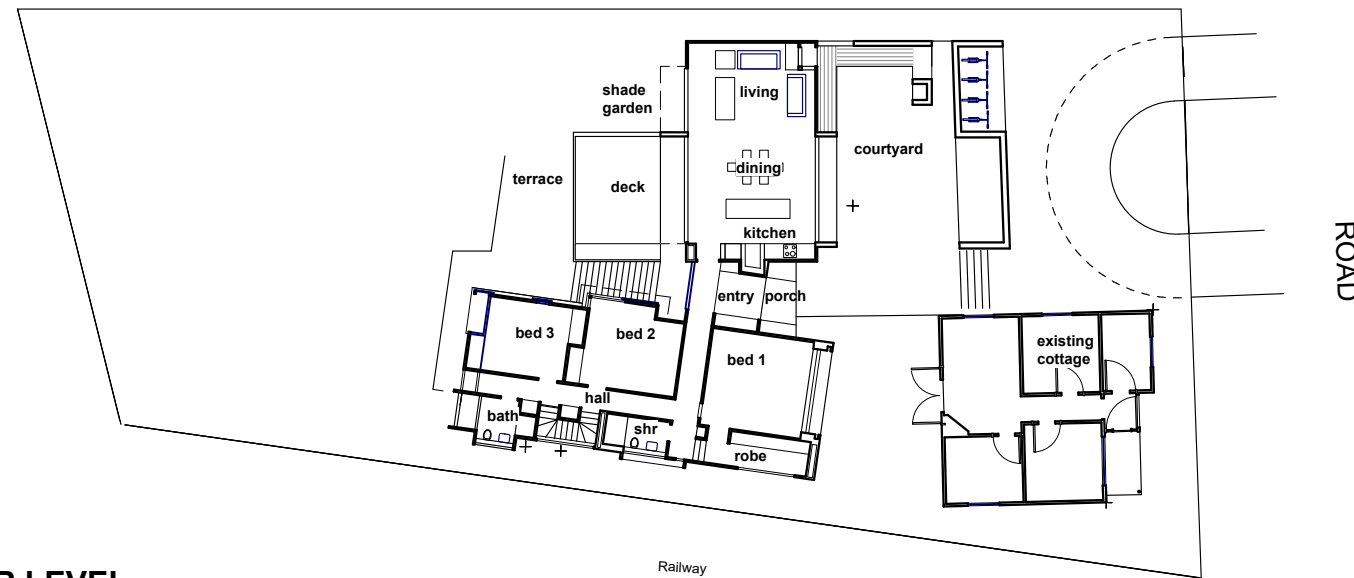 living
shade
garden
courtyard
dining
terrace
deck
ROAD
kitchen
entry
porch
bed 3
bed 2
bed 1
existing
cottage
hall
bath
shr
robe
Railway
LEVEL